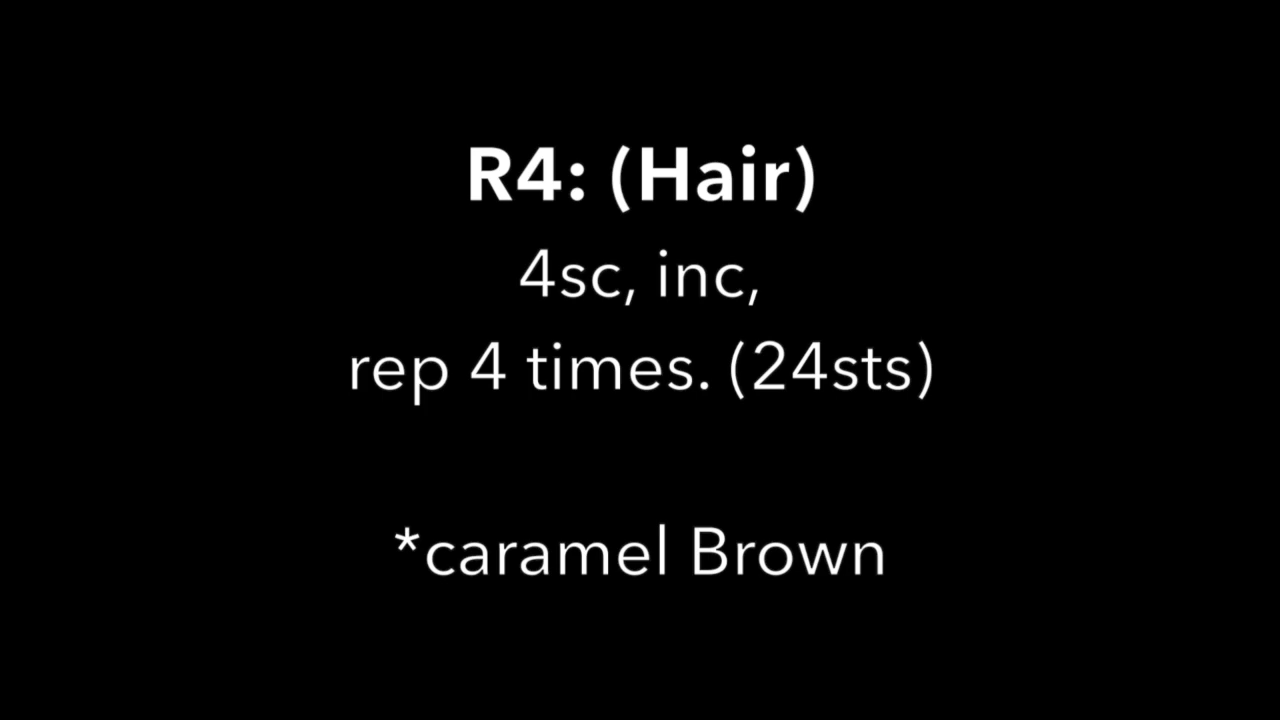 R4: (Hair)
4sc, inc,
rep 4 times. (24sts)
*caramel Brown